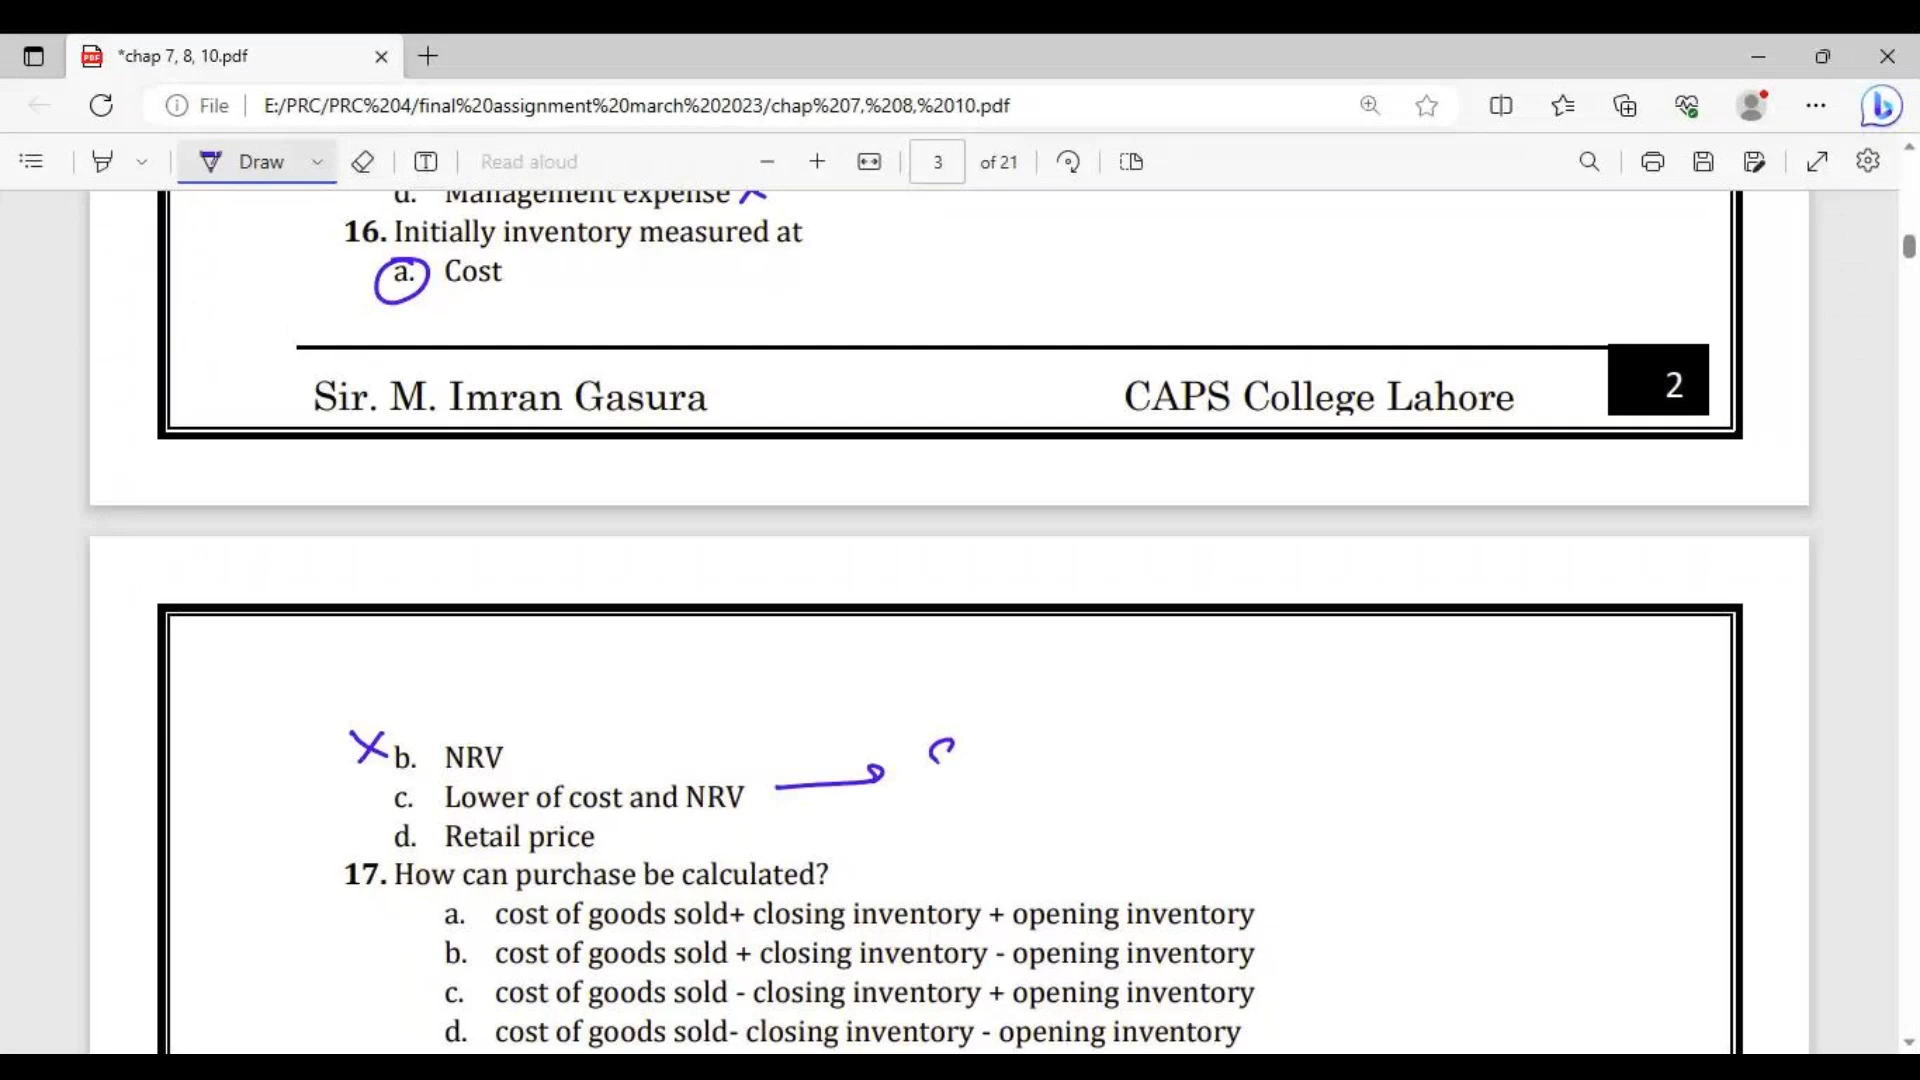 *chap 7, 8, 10.pdf
File E:/PRC/PRC%204/final%20assignment%20march%202023/chap%207,%208,%2010.pdf
Draw Read aloud 3 of 21
d. Management expense
16. Initially inventory measured at
a. Cost
Sir. M. Imran Gasura CAPS College Lahore 2
b. NRV
c. Lower of cost and NRV
d. Retail price
17. How can purchase be calculated?
a. cost of goods sold+ closing inventory + opening inventory
b. cost of goods sold + closing inventory - opening inventory
c. cost of goods sold - closing inventory + opening inventory
d. cost of goods sold- closing inventory - opening inventory